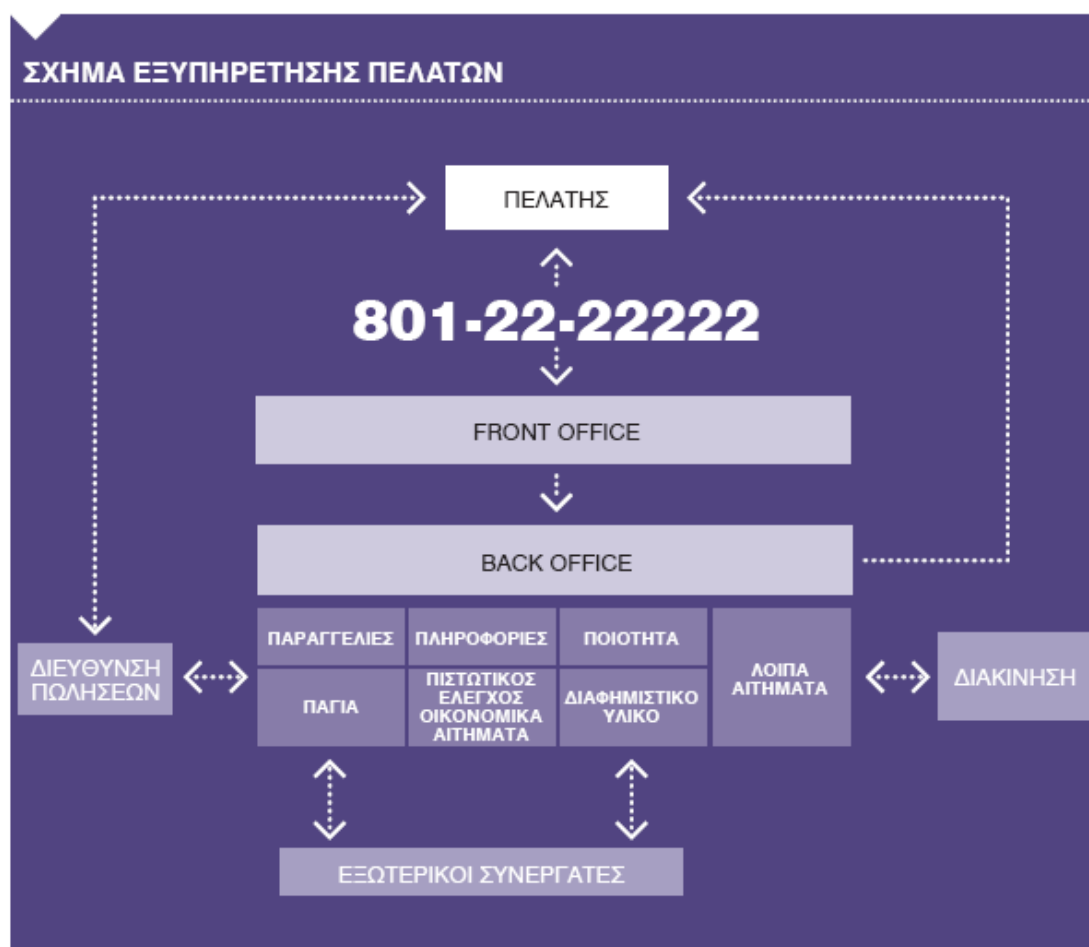 ΣΧΗΜΑ ΕΞΥΠΗΡΕΤΗΣΗΣ ΠΕΛΑΤΩΝ
ΠΕΛΑΤΗΣ
801-22-22222
FRONT OFFICE
BACK OFFICE
ΠΑΡΑΓΓΕΛΙΕΣ
ΠΛΗΡΟΦΟΡΙΕΣ
ΠΟΙΟΤΗΤΑ
ΛΟΙΠΑ
ΑΙΤΗΜΑΤΑ
ΔΙΕΥΘΥΝΣΗ
ΠΩΛΗΣΕΩΝ
ΔΙΑΚΙΝΗΣΗ
ΠΑΓΙΑ
ΠΙΣΤΩΤΙΚΟΣ
ΕΛΕΓΧΟΣ
ΟΙΚΟΝΟΜΙΚΑ
ΑΙΤΗΜΑΤΑ
ΔΙΑΦΗΜΙΣΤΙΚΟ
ΥΛΙΚΟ
ΕΞΩΤΕΡΙΚΟΙ ΣΥΝΕΡΓΑΤΕΣ